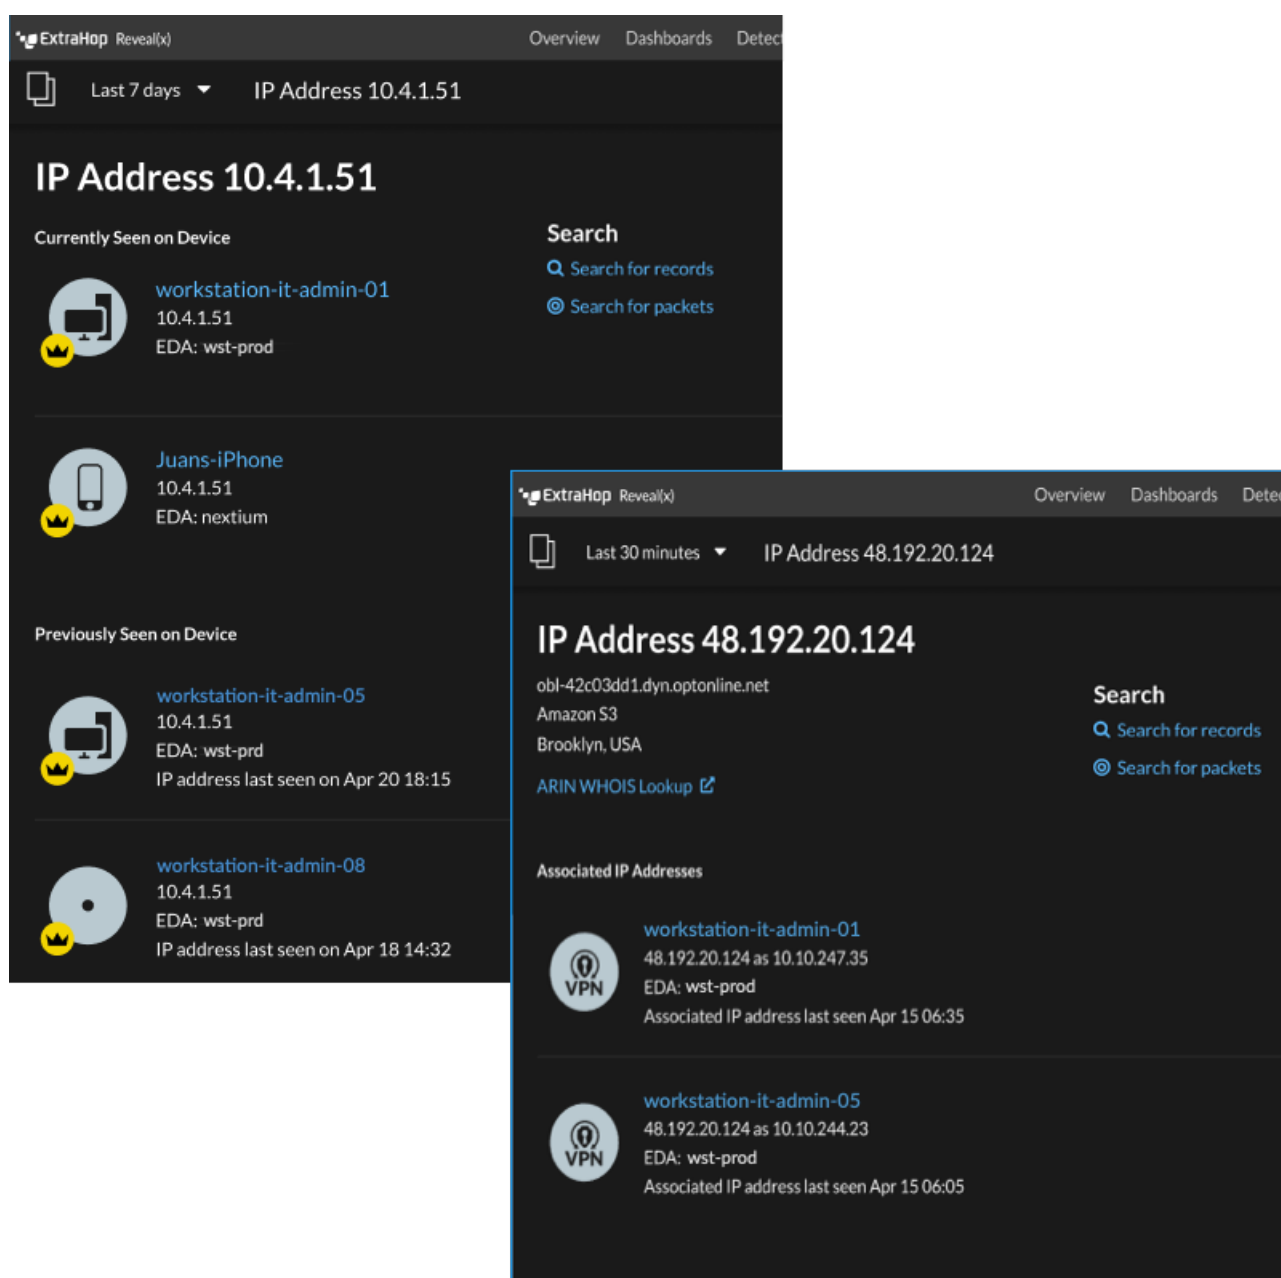 ExtraHop Reveal(x)
Overview Dashboards Detec
Last 7 days IP Address 10.4.1.51
IP Address 10.4.1.51
Currently Seen on Device
workstation-it-admin-01
10.4.1.51
EDA: wst-prod
Search
Search for records
Search for packets
Juans-iPhone
10.4.1.51
EDA: nextium
Previously Seen on Device
workstation-it-admin-05
10.4.1.51
EDA: wst-prd
IP address last seen on Apr 20 18:15
workstation-it-admin-08
10.4.1.51
EDA: wst-prd
IP address last seen on Apr 18 14:32
ExtraHop Reveal(x)
Overview Dashboards Dete
Last 30 minutes IP Address 48.192.20.124
IP Address 48.192.20.124
obl-42c03dd1.dyn.optonline.net
Amazon S3
Brooklyn, USA
ARIN WHOIS Lookup
Search
Search for records
Search for packets
Associated IP Addresses
VPN
workstation-it-admin-01
48.192.20.124 as 10.10.247.35
EDA: wst-prod
Associated IP address last seen Apr 15 06:35
VPN
workstation-it-admin-05
48.192.20.124 as 10.10.244.23
EDA: wst-prod
Associated IP address last seen Apr 15 06:05